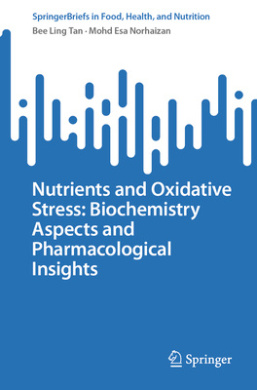 SpringerBriefs in Food, Health, and Nutrition
Bee Ling Tan · Mohd Esa Norhaizan
Nutrients and Oxidative
Stress: Biochemistry
Aspects and
Pharmacological
Insights
Springer